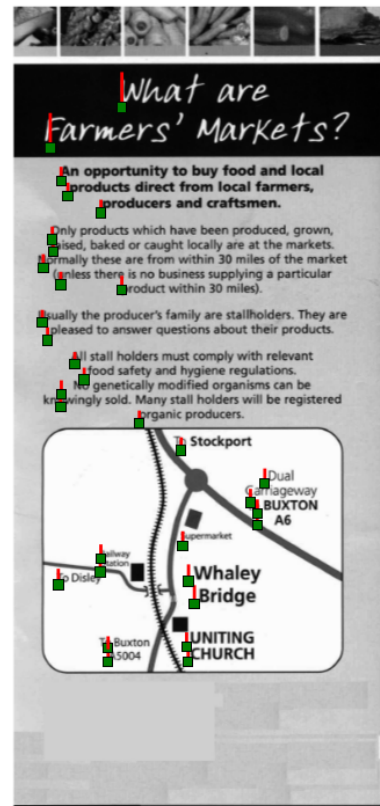 What are
Farmers' Markets?
An opportunity to buy food and local
products direct from local farmers,
producers and craftsmen.
Only products which have been produced, grown,
raised, baked or caught locally are at the markets.
Normally these are from within 30 miles of the market
(unless there is no business supplying a particular
product within 30 miles).
Usually the producer's family are stallholders. They are
pleased to answer questions about their products.
All stall holders must comply with relevant
food safety and hygiene regulations.
No genetically modified organisms can be
knowingly sold. Many stall holders will be registered
organic producers.
To Stockport
Dual
Carriageway
BUXTON
A6
Supermarket
Railway
Station
To Disley
Whaley
Bridge
To Buxton
A5004
UNITING
CHURCH